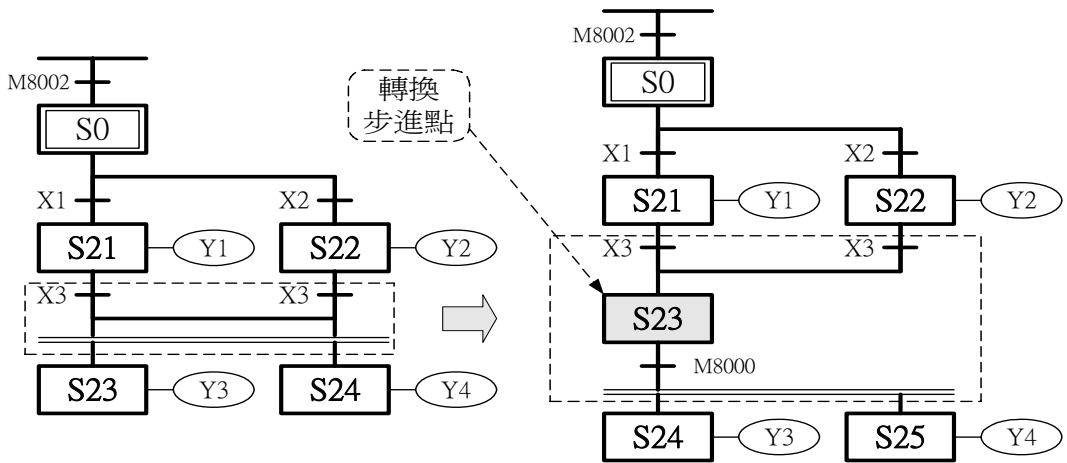 M8002
S0
X1
X2
S21
Y1
S22
Y2
X3
X3
S23
Y3
S24
Y4
轉換
步進點
M8002
S0
X1
X2
S21
Y1
S22
Y2
X3
X3
S23
M8000
S24
Y3
S25
Y4